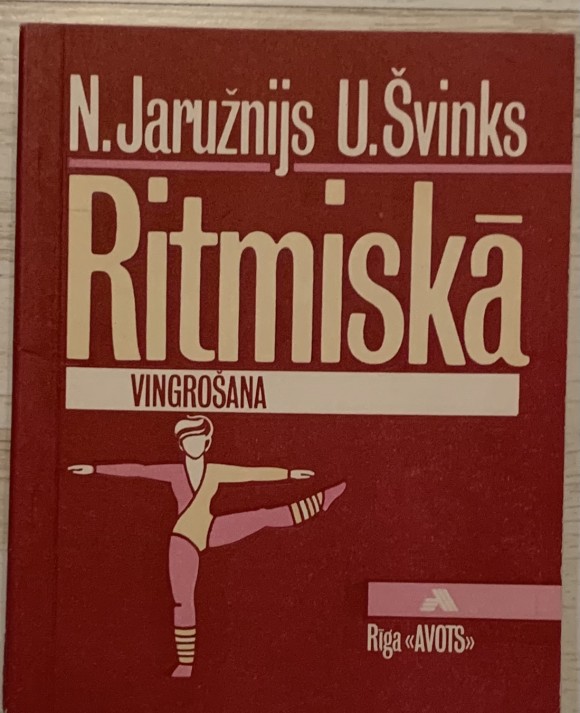 N.Jaružnijs U.Švinks
Ritmiskā
VINGROŠANA
Rīga «AVOTS»